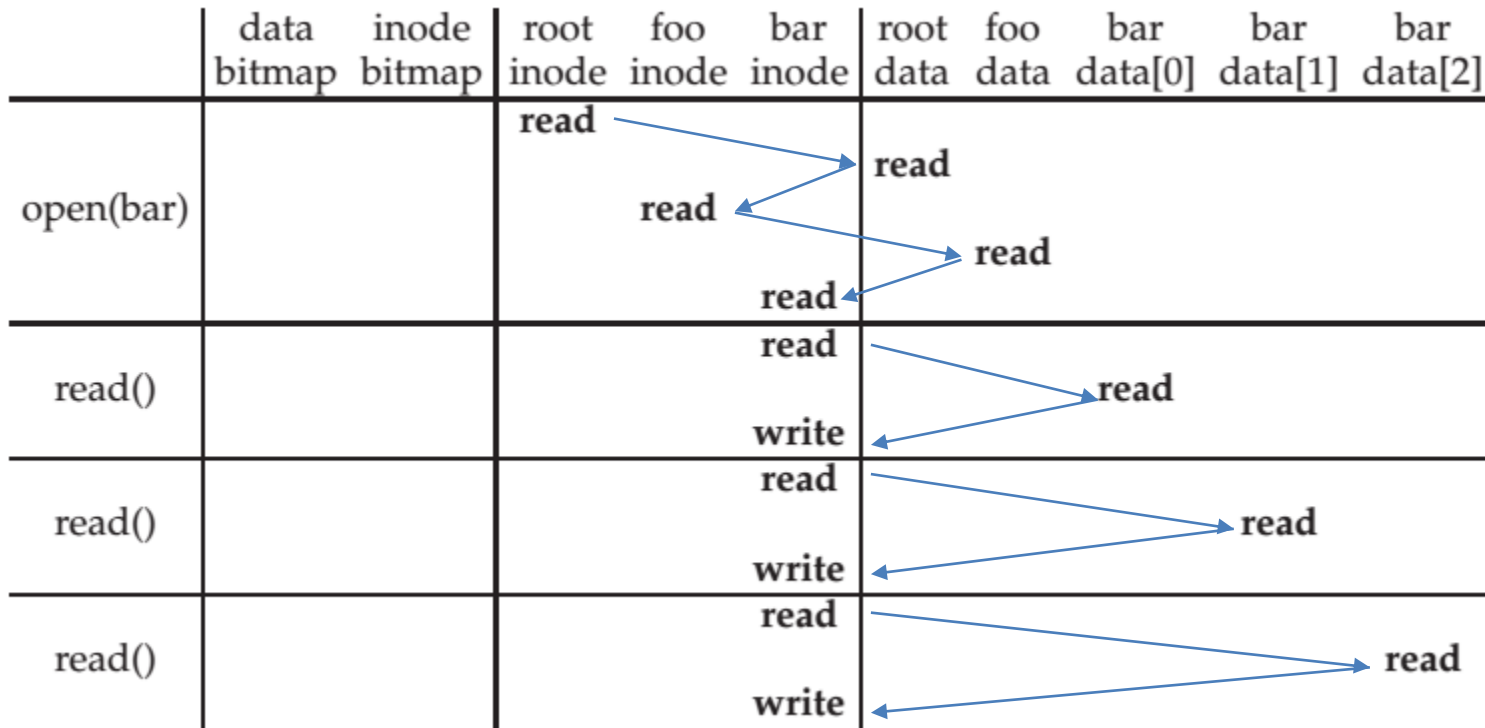 data inode root foo bar root foo bar bar bar
bitmap bitmap inode inode inode data data data[0] data[1] data[2]
read
read
open(bar) read
read
read
read
read() read
write
read
read() read
write
read
read() read
write